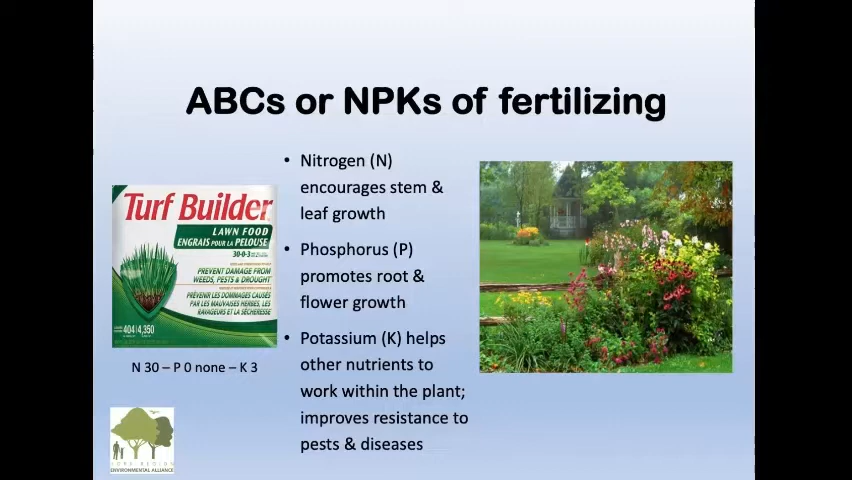 ABCs or NPKs of fertilizing
Turf Builder
LAWN FOOD
ENGRAIS POUR LA PELOUSE
30-0-3
PREVENT DAMAGE FROM
WEEDS, PESTS & DROUGHT
PRÉVENIR LES DOMMAGES CAUSÉS
PAR LES MAUVAISES HERBES, LES
RAVAGEURS ET LA SÉCHERESSE
404 4,350
N 30 – P 0 none – K 3
• Nitrogen (N)
encourages stem &
leaf growth
• Phosphorus (P)
promotes root &
flower growth
• Potassium (K) helps
other nutrients to
work within the plant;
improves resistance to
pests & diseases
YORK REGION
ENVIRONMENTAL ALLIANCE